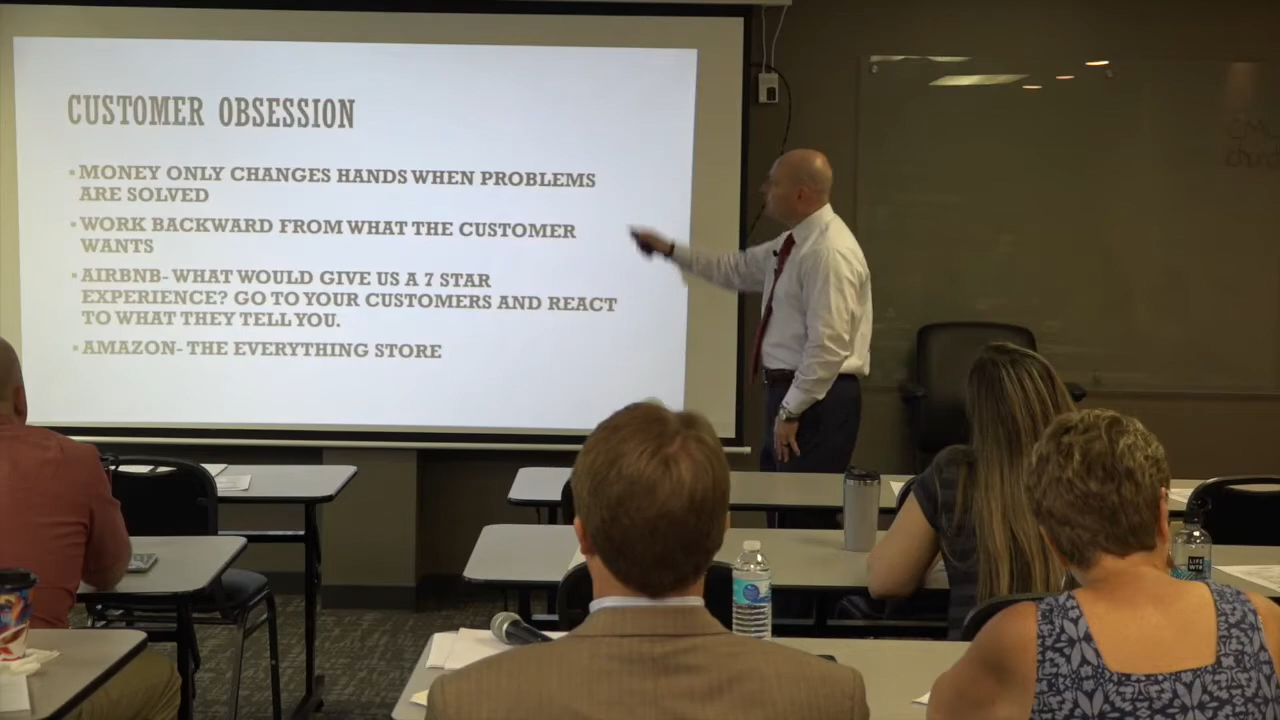 CUSTOMER OBSESSION
▪MONEY ONLY CHANGES HANDS WHEN PROBLEMS
ARE SOLVED
▪WORK BACKWARD FROM WHAT THE CUSTOMER
WANTS
▪AIRBNB- WHAT WOULD GIVE US A 7 STAR
EXPERIENCE? GO TO YOUR CUSTOMERS AND REACT
TO WHAT THEY TELL YOU.
▪AMAZON- THE EVERYTHING STORE
LIFE
WTR